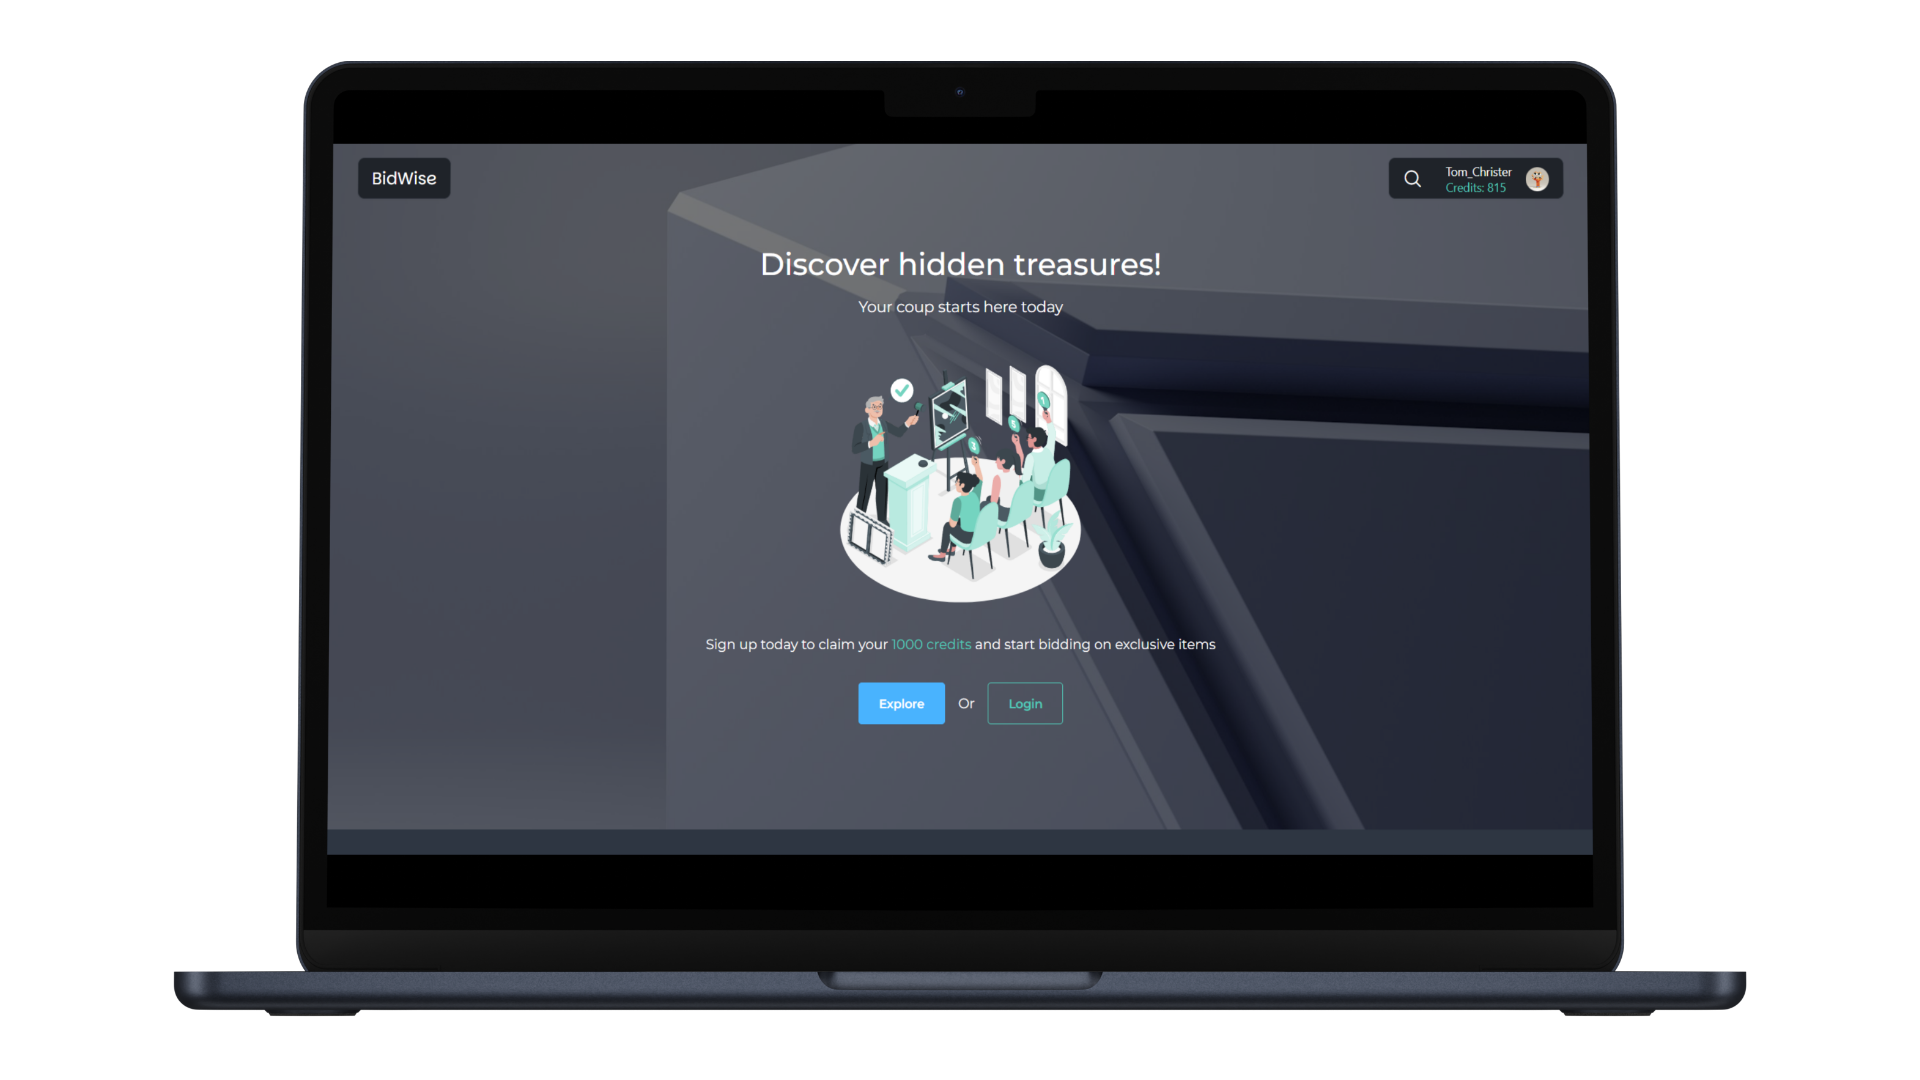 BidWise
Tom_Christer
Credits: 815
Discover hidden treasures!
Your coup starts here today
Sign up today to claim your 1000 credits and start bidding on exclusive items
Explore Or Login